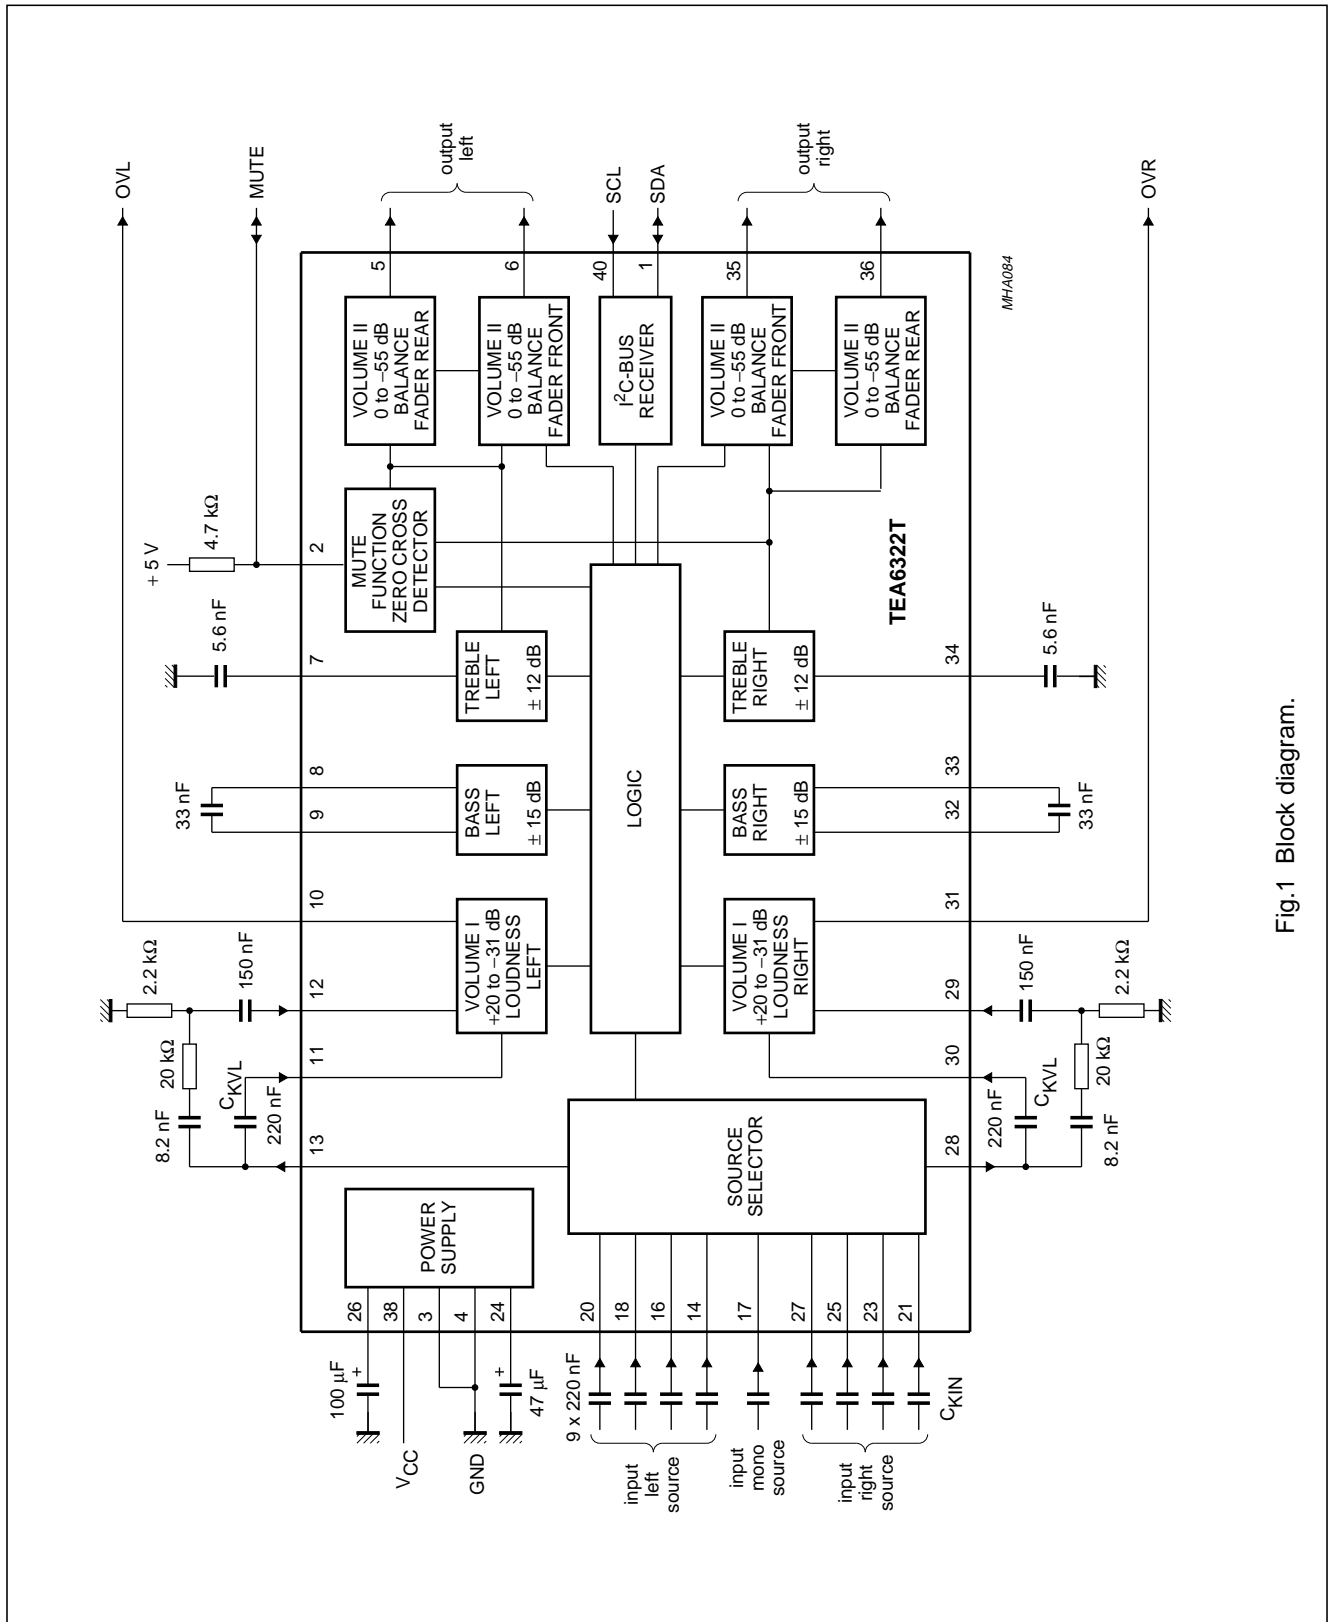 OVL
MUTE
output
left
SCL
SDA
output
right
OVR
+ 5 V
4.7 kΩ
5.6 nF
33 nF
2.2 kΩ
150 nF
20 kΩ
8.2 nF
CKVL
220 nF
5
6
40
1
35
36
2
7
8
9
10
12
11
13
VOLUME II
0 to −55 dB
BALANCE
FADER REAR
VOLUME II
0 to −55 dB
BALANCE
FADER FRONT
I2C-BUS
RECEIVER
VOLUME II
0 to −55 dB
BALANCE
FADER FRONT
VOLUME II
0 to −55 dB
BALANCE
FADER REAR
MUTE
FUNCTION
ZERO CROSS
DETECTOR
TREBLE
LEFT
± 12 dB
BASS
LEFT
± 15 dB
VOLUME I
+20 to −31 dB
LOUDNESS
LEFT
LOGIC
TREBLE
RIGHT
± 12 dB
BASS
RIGHT
± 15 dB
VOLUME I
+20 to −31 dB
LOUDNESS
RIGHT
TEA6322T
SOURCE
SELECTOR
POWER
SUPPLY
34
33
32
31
29
30
28
5.6 nF
33 nF
150 nF
2.2 kΩ
CKVL
20 kΩ
220 nF
8.2 nF
26
38
3
4
24
20
18
16
14
17
27
25
23
21
100 µF
+
VCC
GND
+
47 µF
9 x 220 nF
CKIN
input
left
source
input
mono
source
input
right
source
MHA084
Fig.1 Block diagram.